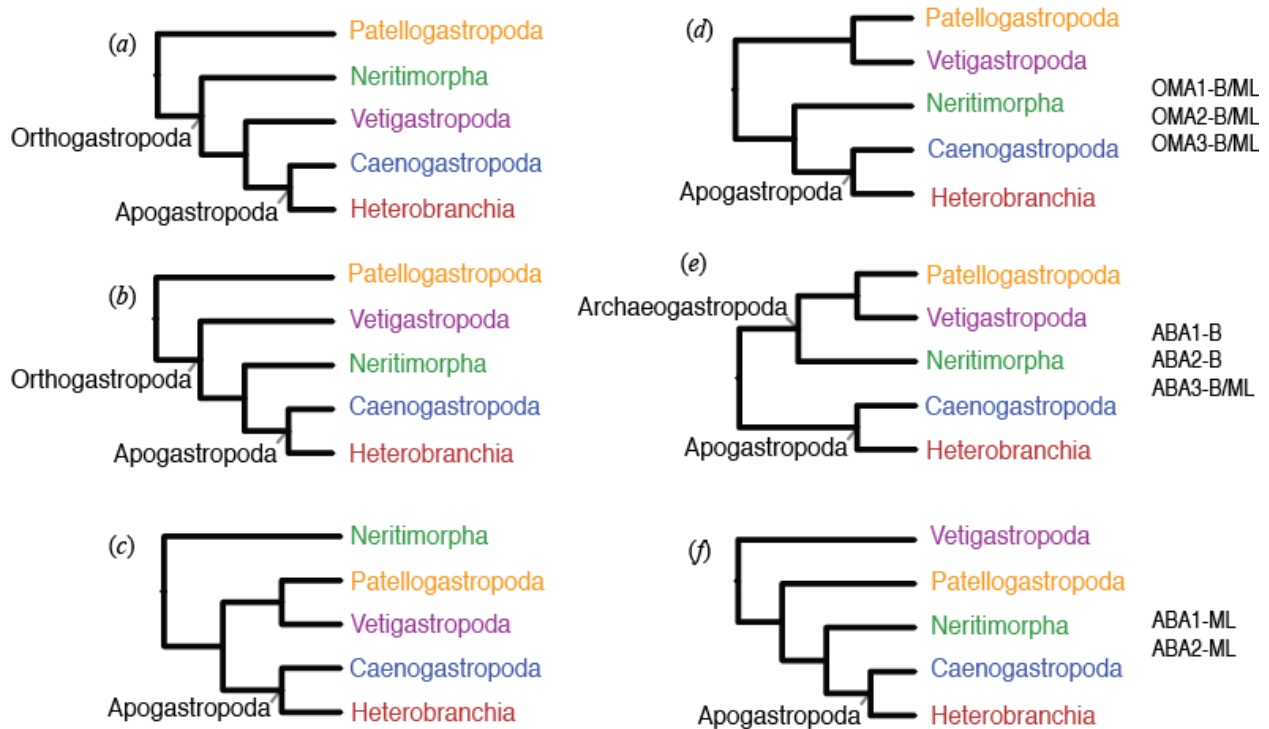 (a)
Patellogastropoda
Neritimorpha
Orthogastropoda
Vetigastropoda
Caenogastropoda
Apogastropoda
Heterobranchia
(b)
Patellogastropoda
Vetigastropoda
Orthogastropoda
Neritimorpha
Caenogastropoda
Apogastropoda
Heterobranchia
(c)
Neritimorpha
Patellogastropoda
Vetigastropoda
Caenogastropoda
Apogastropoda
Heterobranchia
(d)
Patellogastropoda
Vetigastropoda
Neritimorpha
Caenogastropoda
Apogastropoda
Heterobranchia
OMA1-B/ML
OMA2-B/ML
OMA3-B/ML
(e)
Patellogastropoda
Archaeogastropoda
Vetigastropoda
Neritimorpha
Caenogastropoda
Apogastropoda
Heterobranchia
ABA1-B
ABA2-B
ABA3-B/ML
(f)
Vetigastropoda
Patellogastropoda
Neritimorpha
Caenogastropoda
Apogastropoda
Heterobranchia
ABA1-ML
ABA2-ML